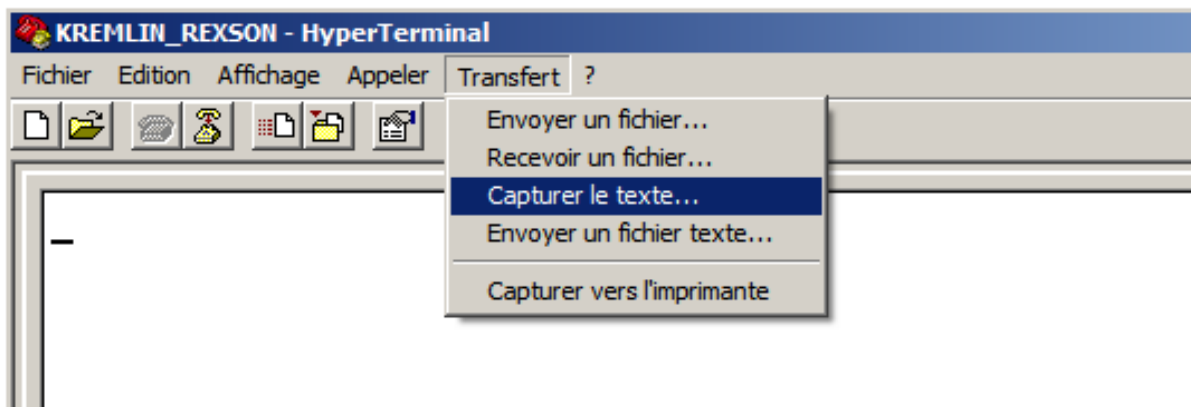 KREMLIN_REXSON - HyperTerminal
Fichier Edition Affichage Appeler Transfert ?
Envoyer un fichier...
Recevoir un fichier...
Capturer le texte...
Envoyer un fichier texte...
Capturer vers l'imprimante